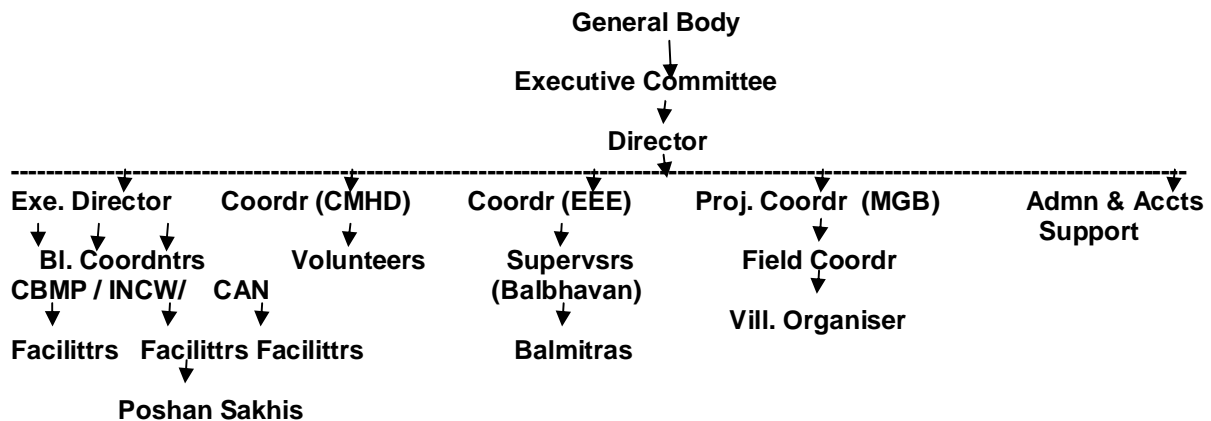 General Body
Executive Committee
Director
Exe. Director Coordr (CMHD) Coordr (EEE) Proj. Coordr (MGB) Admn & Accts
Support
Bl. Coordntrs Volunteers Supervsrs Field Coordr
CBMP / INCW/ CAN (Balbhavan)
Vill. Organiser
Facilittrs Facilittrs Facilittrs Balmitras
Poshan Sakhis